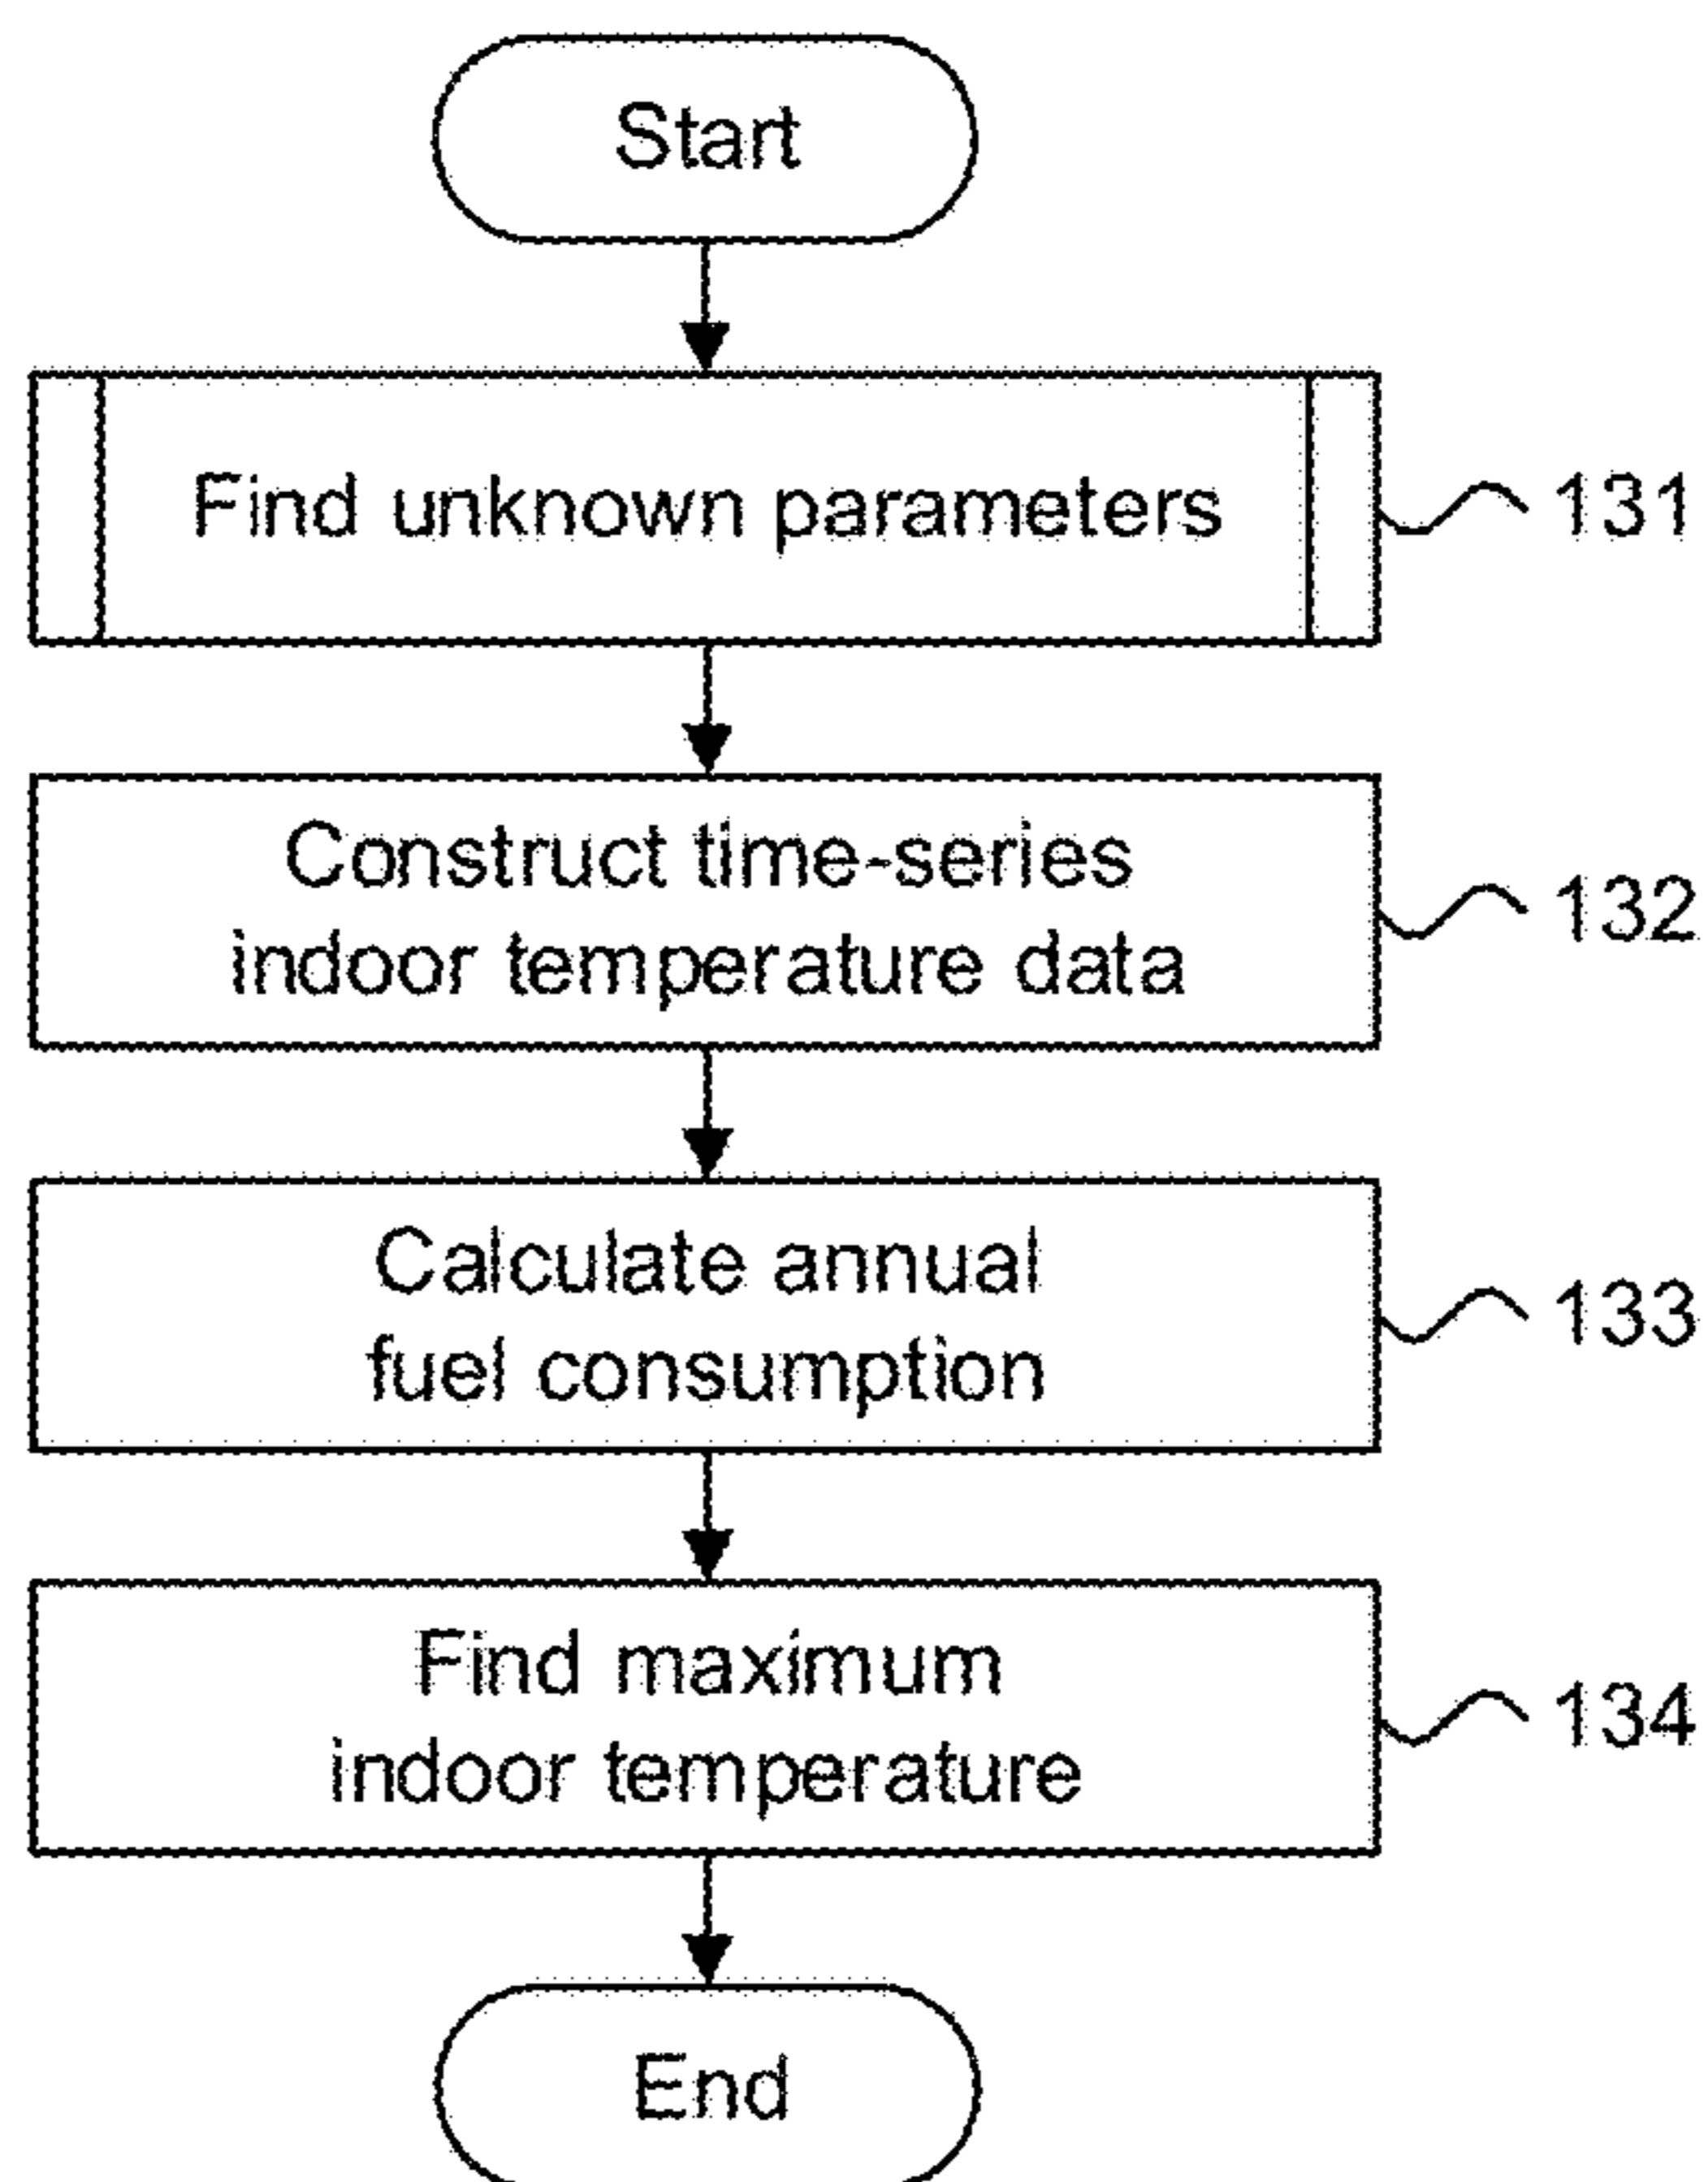 Start
Find unknown parameters
131
Construct time-series
indoor temperature data
132
Calculate annual
fuel consumption
133
Find maximum
indoor temperature
134
End